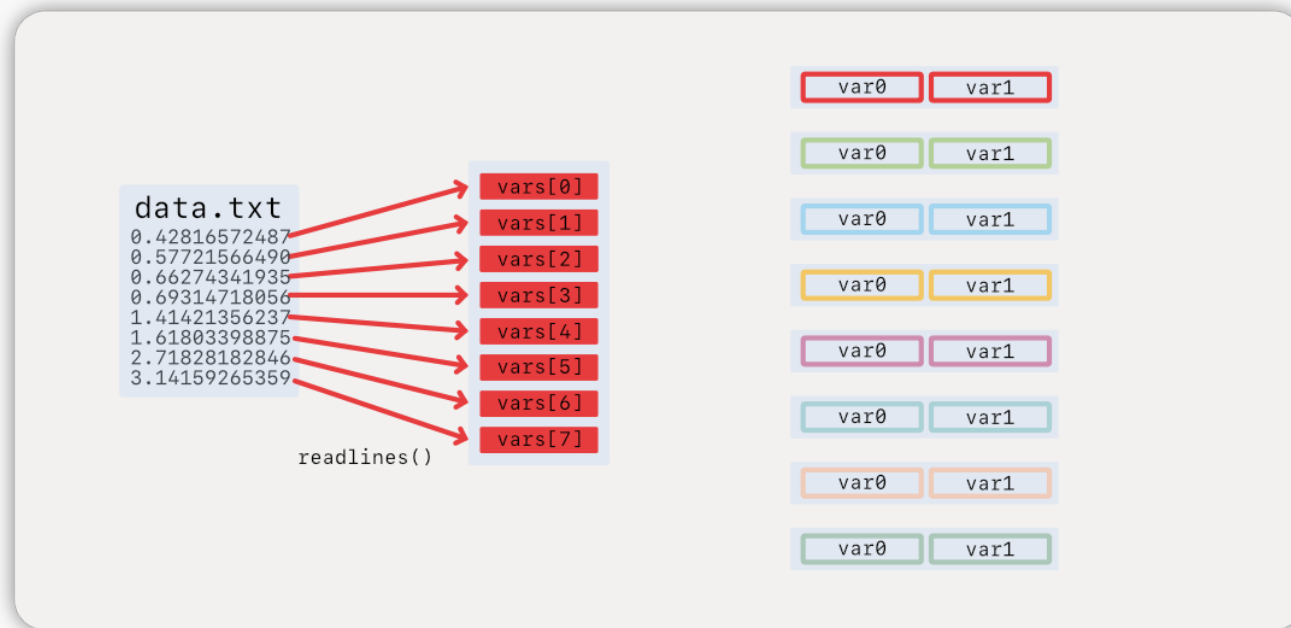 data.txt
0.42816572487
0.57721566490
0.66274341935
0.69314718056
1.41421356237
1.61803398875
2.71828182846
3.14159265359
readlines()
vars[0]
vars[1]
vars[2]
vars[3]
vars[4]
vars[5]
vars[6]
vars[7]
var0 var1
var0 var1
var0 var1
var0 var1
var0 var1
var0 var1
var0 var1
var0 var1